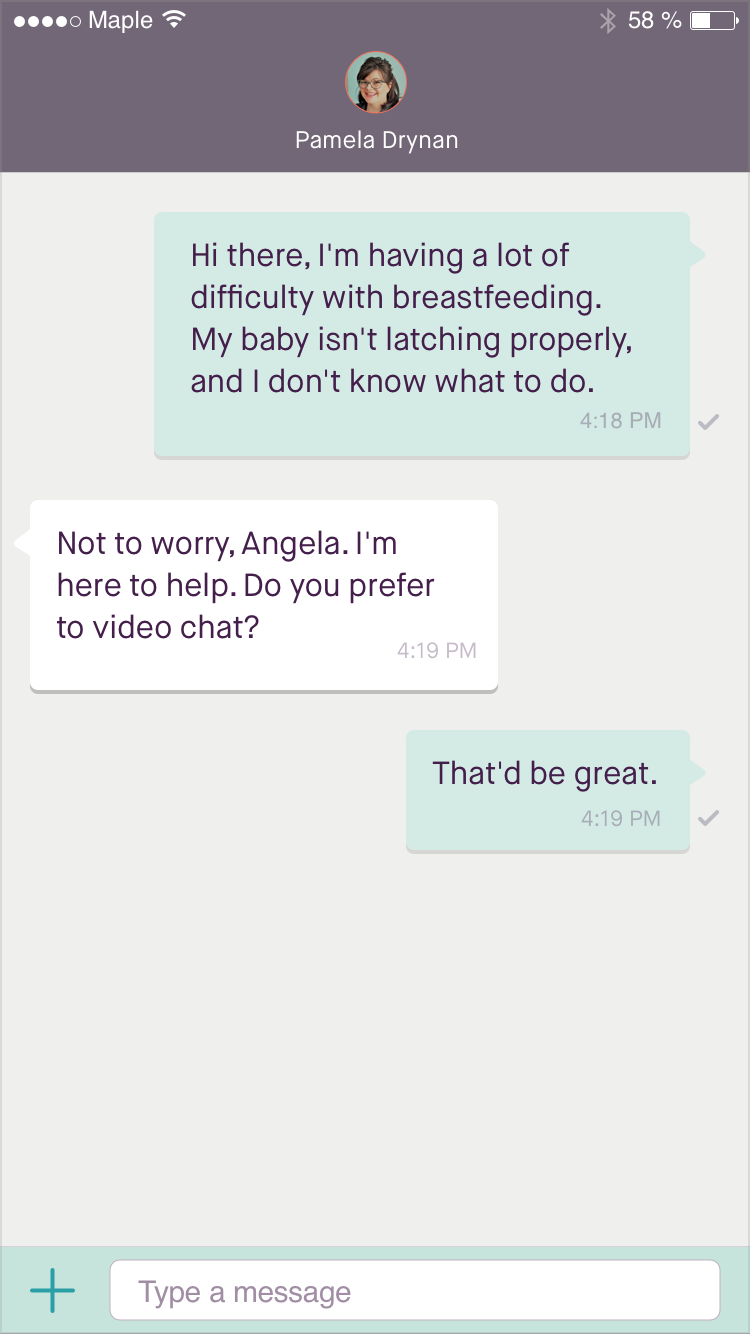 Maple 58 %
Pamela Drynan
Hi there, I'm having a lot of
difficulty with breastfeeding.
My baby isn't latching properly,
and I don't know what to do.
4:18 PM
Not to worry, Angela. I'm
here to help. Do you prefer
to video chat?
4:19 PM
That'd be great.
4:19 PM
Type a message